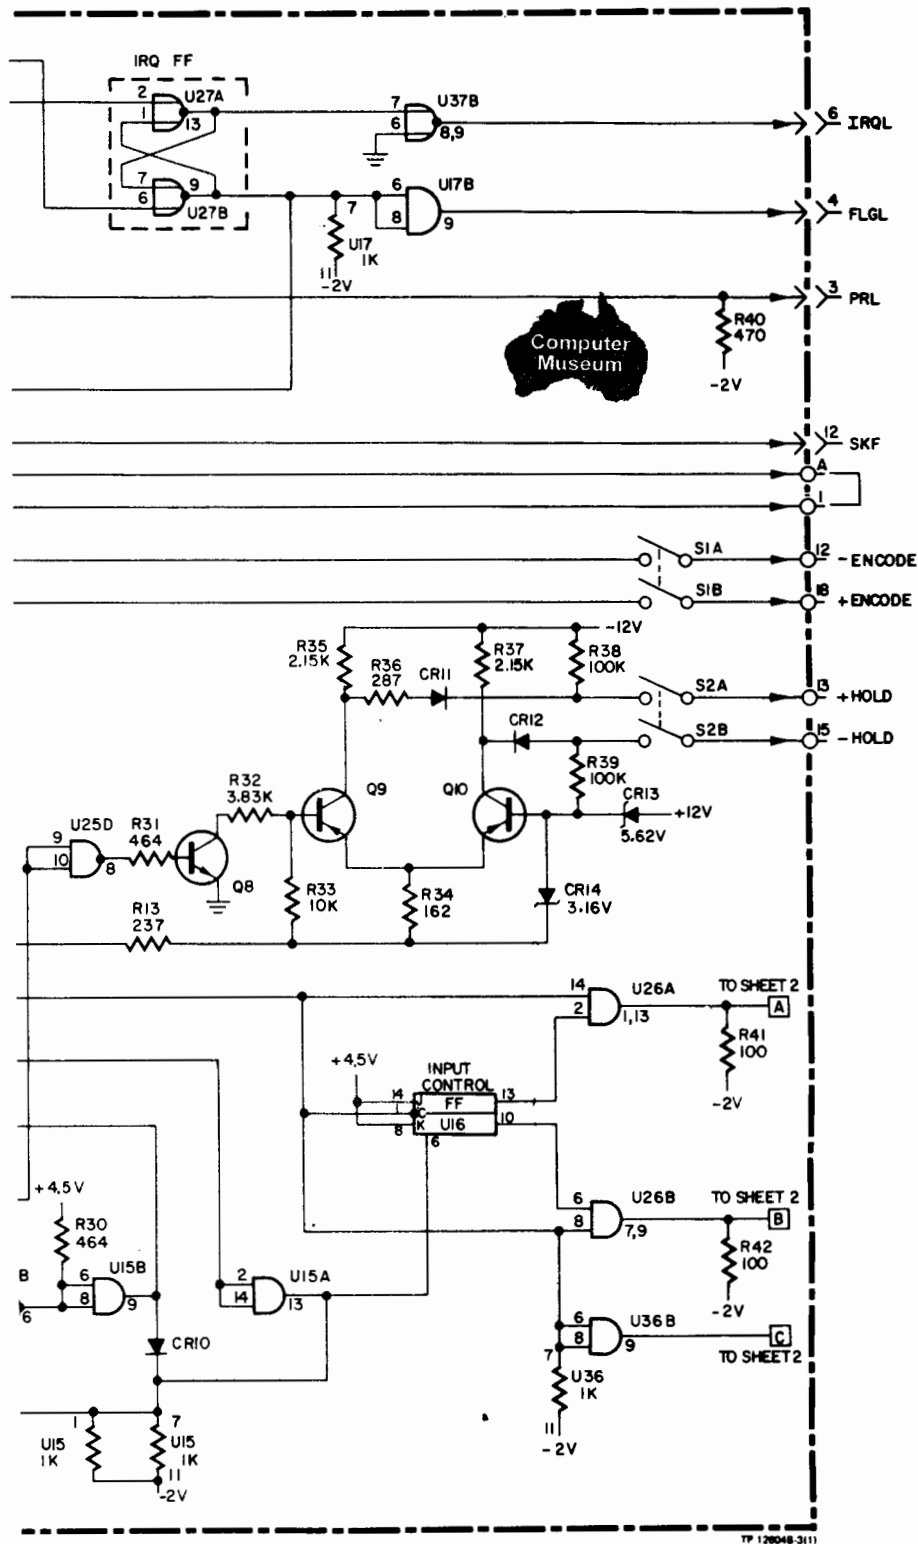 IRQ FF
2
U27A
1
13
7
U37B
6
8,9
6
IRQL
7
9
6
U27B
6
U17B
7
8
9
4
FLGL
U17
1K
11
-2V
3
PRL
R40
470
-2V
Computer
Museum
12
SKF
A
1
S1A
12
-ENCODE
S1B
18
+ENCODE
-12V
R35
2.15K
R36
287
CR11
R37
2.15K
R38
100K
S2A
13
+HOLD
CR12
S2B
15
-HOLD
R39
100K
R32
3.83K
Q9
Q10
CR13
+12V
5.62V
U25D
9
10
8
R31
464
Q8
R33
10K
R34
162
CR14
3.16V
R13
237
14
U26A
2
1,13
TO SHEET 2
A
R41
100
-2V
+4.5V
INPUT
CONTROL
14
J
FF
13
1
C
8
K
U16
10
6
+4.5V
R30
464
6
U26B
8
7,9
TO SHEET 2
B
R42
100
-2V
B
6
6
U15B
8
9
2
U15A
14
13
CR10
6
U36B
8
9
C
TO SHEET 2
7
U36
1K
11
-2V
1
7
U15
1K
U15
1K
11
-2V
TP 12604B-3(1)